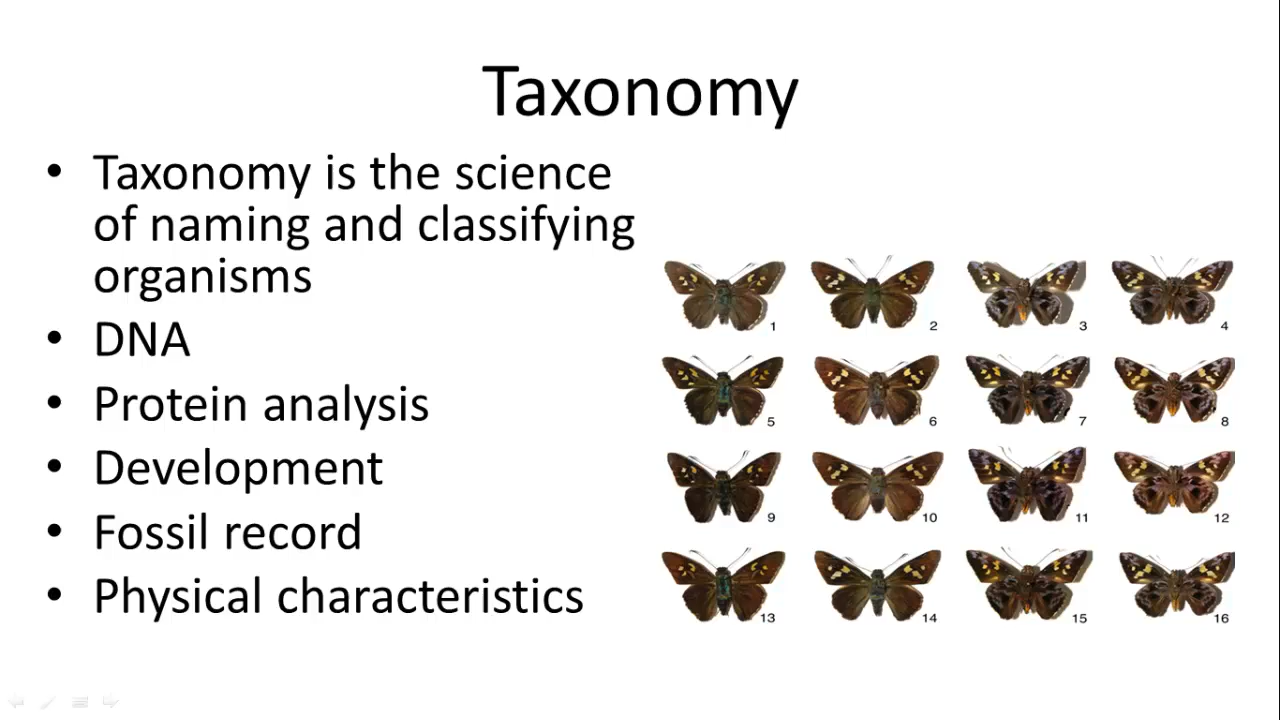 Taxonomy
• Taxonomy is the science
of naming and classifying
organisms
• DNA
• Protein analysis
• Development
• Fossil record
• Physical characteristics
1 2 3 4
5 6 7 8
9 10 11 12
13 14 15 16